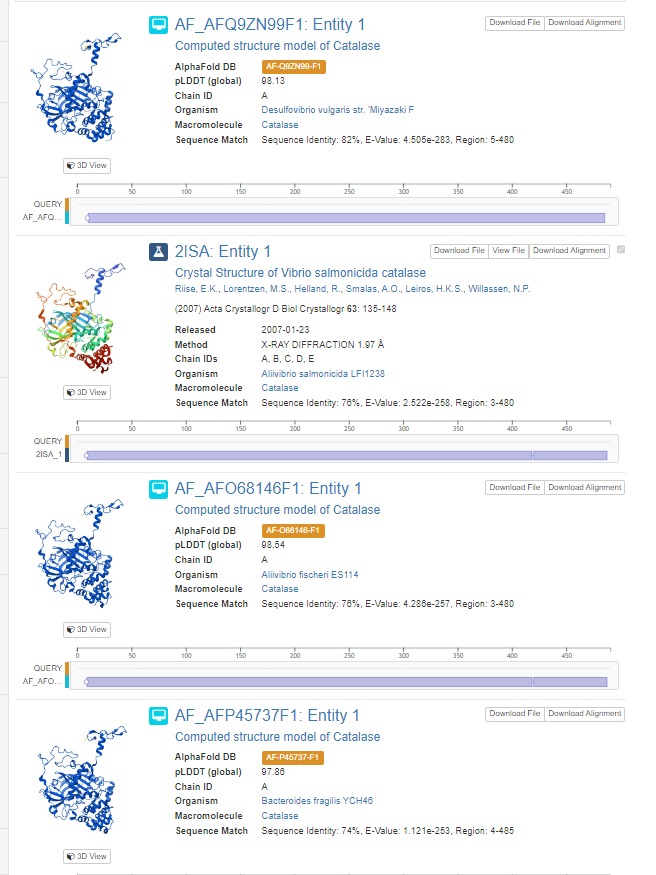 AF_AFQ9ZN99F1: Entity 1
Download File Download Alignment
Computed structure model of Catalase
AlphaFold DB AF-Q9ZN99-F1
pLDDT (global) 98.13
Chain ID A
Organism Desulfovibrio vulgaris str. 'Miyazaki F
Macromolecule Catalase
Sequence Match Sequence Identity: 82%, E-Value: 4.505e-283, Region: 5-480
3D View
0 50 100 150 200 250 300 350 400 450
QUERY
AF_AFQ...
2ISA: Entity 1
Download File View File Download Alignment
Crystal Structure of Vibrio salmonicida catalase
Riise, E.K., Lorentzen, M.S., Helland, R., Smalas, A.O., Leiros, H.K.S., Willassen, N.P.
(2007) Acta Crystallogr D Biol Crystallogr 63: 135-148
Released 2007-01-23
Method X-RAY DIFFRACTION 1.97 Å
Chain IDs A, B, C, D, E
Organism Aliivibrio salmonicida LFI1238
Macromolecule Catalase
Sequence Match Sequence Identity: 76%, E-Value: 2.522e-258, Region: 3-480
3D View
0 50 100 150 200 250 300 350 400 450
QUERY
2ISA_1
AF_AFO68146F1: Entity 1
Download File Download Alignment
Computed structure model of Catalase
AlphaFold DB AF-O68146-F1
pLDDT (global) 98.54
Chain ID A
Organism Aliivibrio fischeri ES114
Macromolecule Catalase
Sequence Match Sequence Identity: 76%, E-Value: 4.286e-257, Region: 3-480
3D View
0 50 100 150 200 250 300 350 400 450
QUERY
AF_AFO...
AF_AFP45737F1: Entity 1
Download File Download Alignment
Computed structure model of Catalase
AlphaFold DB AF-P45737-F1
pLDDT (global) 97.86
Chain ID A
Organism Bacteroides fragilis YCH46
Macromolecule Catalase
Sequence Match Sequence Identity: 74%, E-Value: 1.121e-253, Region: 4-485
3D View